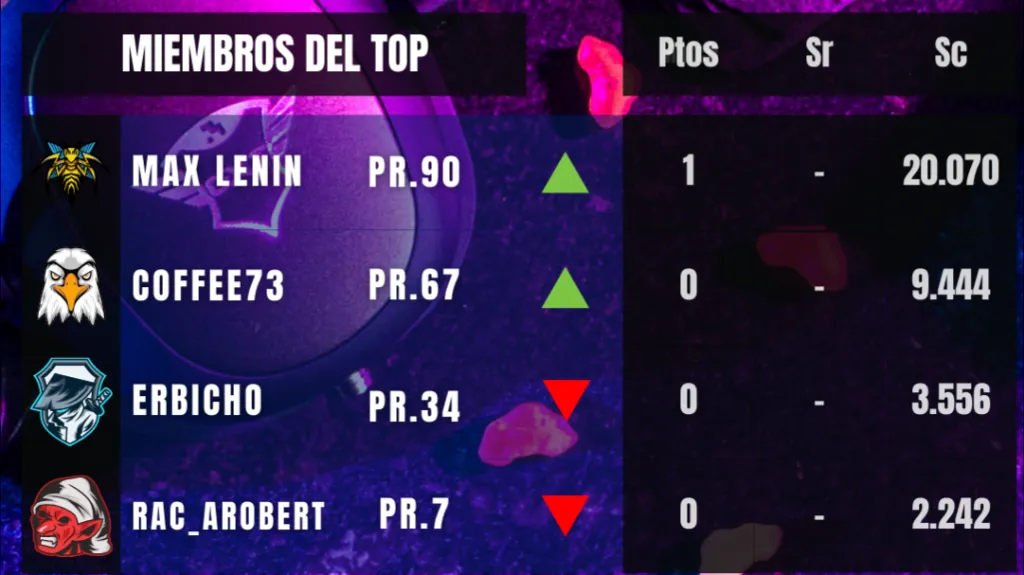 MIEMBROS DEL TOP Ptos Sr Sc
MAX LENIN PR.90 1 - 20.070
COFFEE73 PR.67 0 - 9.444
ERBICHO PR.34 0 - 3.556
RAC_AROBERT PR.7 0 - 2.242